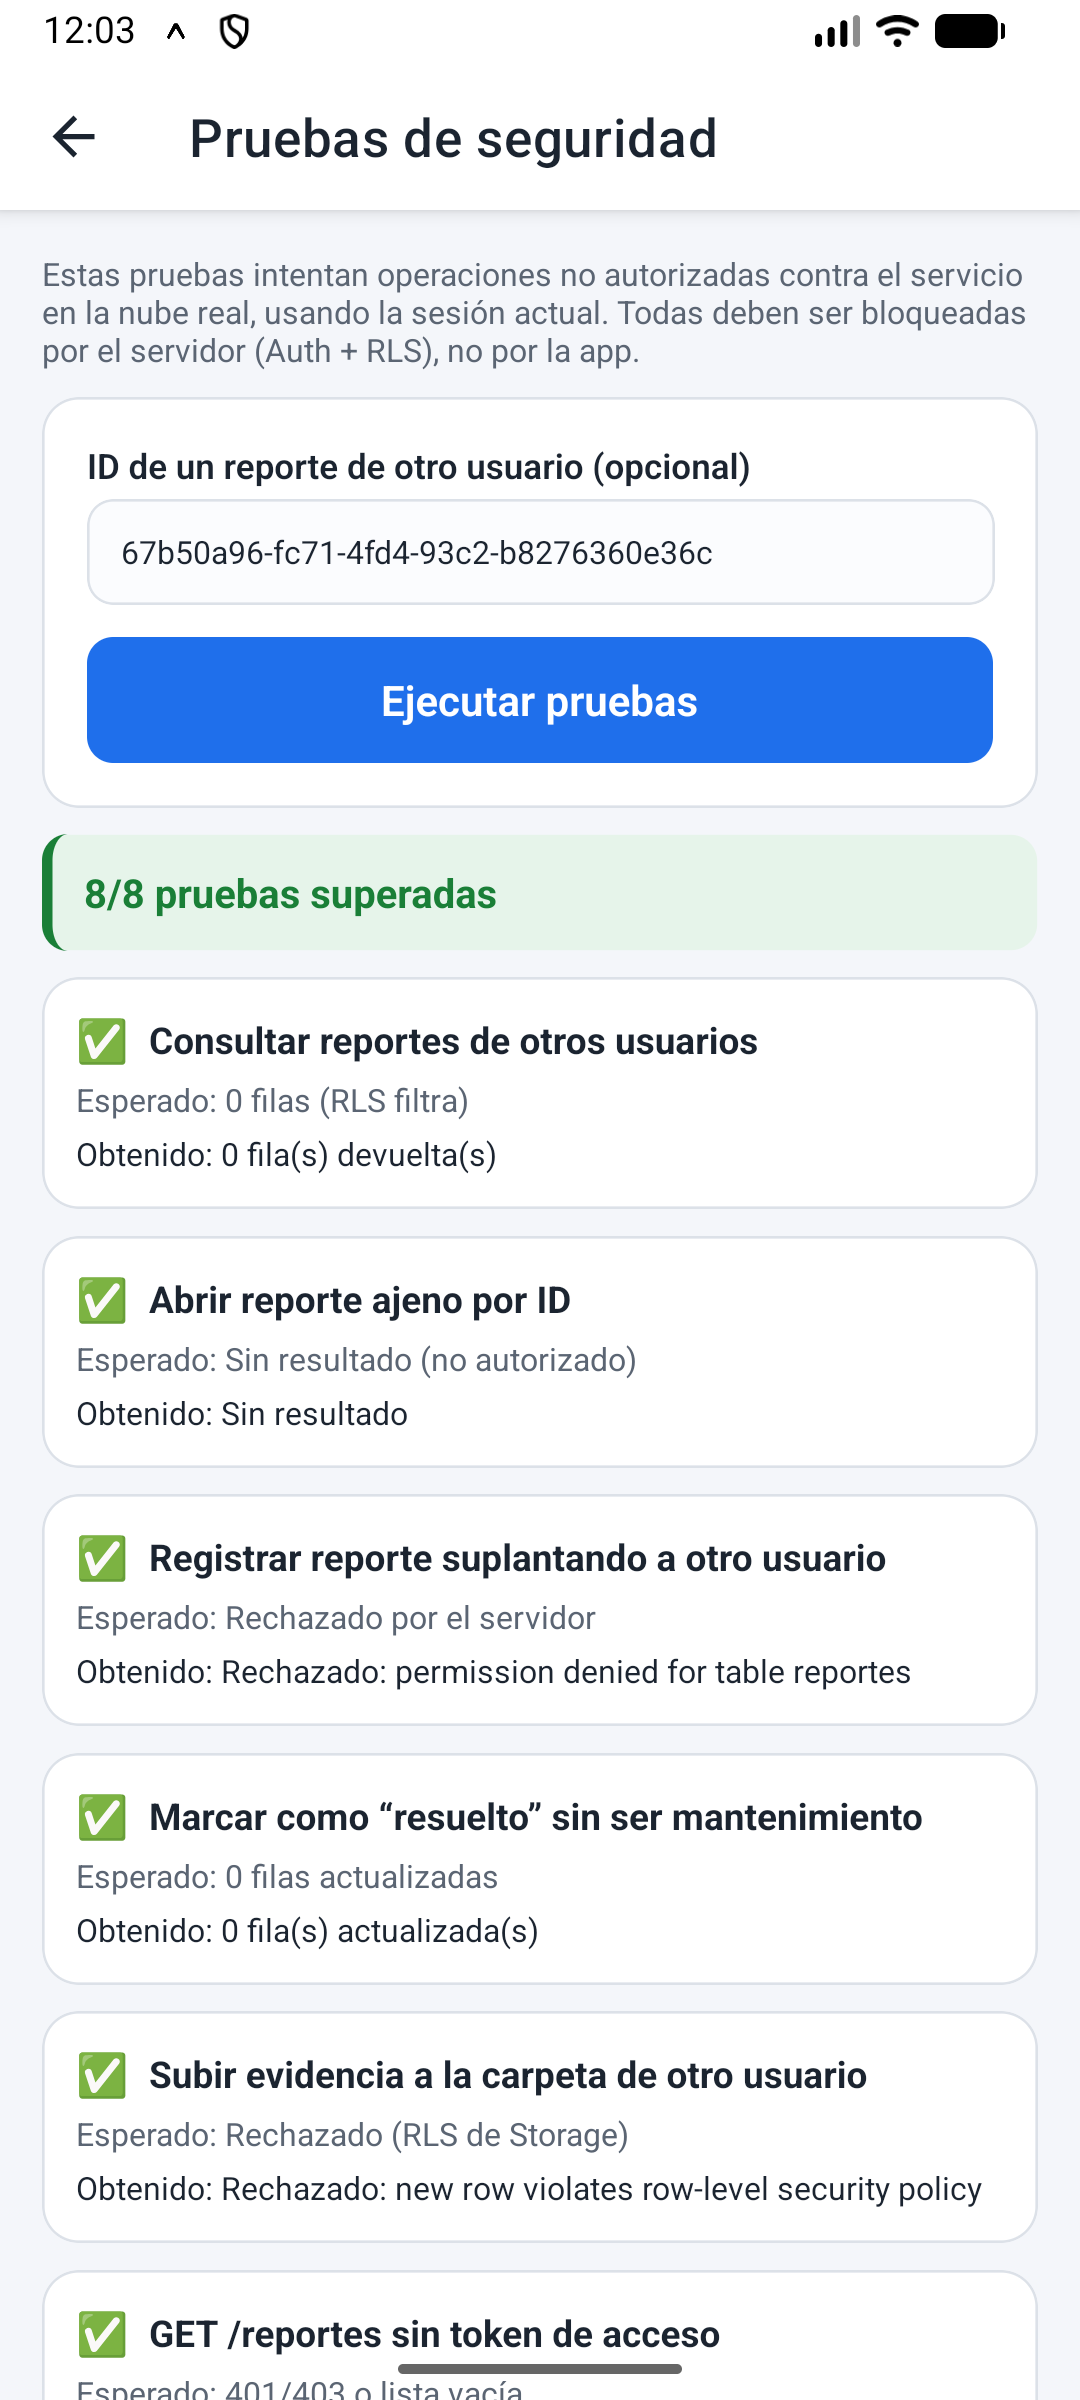 12:03
Pruebas de seguridad
Estas pruebas intentan operaciones no autorizadas contra el servicio
en la nube real, usando la sesión actual. Todas deben ser bloqueadas
por el servidor (Auth + RLS), no por la app.
ID de un reporte de otro usuario (opcional)
67b50a96-fc71-4fd4-93c2-b8276360e36c
Ejecutar pruebas
8/8 pruebas superadas
✅ Consultar reportes de otros usuarios
Esperado: 0 filas (RLS filtra)
Obtenido: 0 fila(s) devuelta(s)
✅ Abrir reporte ajeno por ID
Esperado: Sin resultado (no autorizado)
Obtenido: Sin resultado
✅ Registrar reporte suplantando a otro usuario
Esperado: Rechazado por el servidor
Obtenido: Rechazado: permission denied for table reportes
✅ Marcar como “resuelto” sin ser mantenimiento
Esperado: 0 filas actualizadas
Obtenido: 0 fila(s) actualizada(s)
✅ Subir evidencia a la carpeta de otro usuario
Esperado: Rechazado (RLS de Storage)
Obtenido: Rechazado: new row violates row-level security policy
✅ GET /reportes sin token de acceso
Esperado: 401/403 o lista vacía